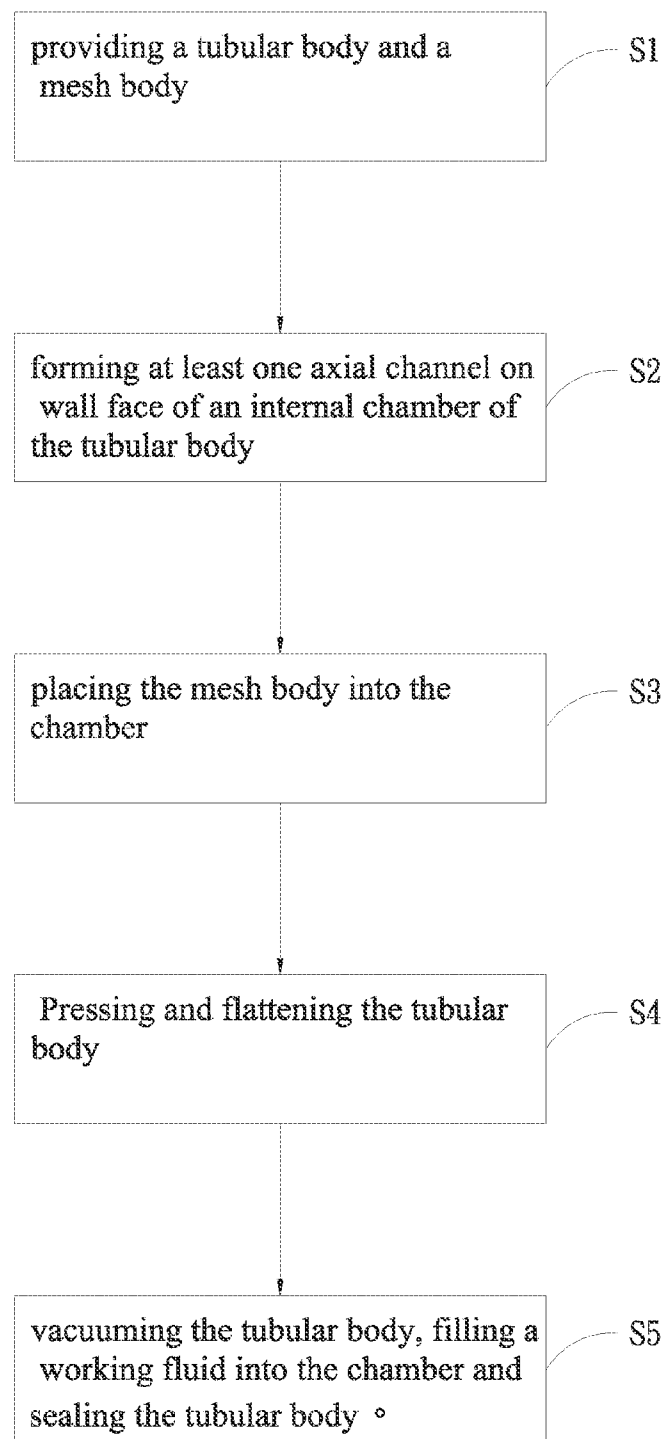 providing a tubular body and a
mesh body
S1
forming at least one axial channel on
wall face of an internal chamber of
the tubular body
S2
placing the mesh body into the
chamber
S3
Pressing and flattening the tubular
body
S4
vacuuming the tubular body, filling a
working fluid into the chamber and
sealing the tubular body 。
S5